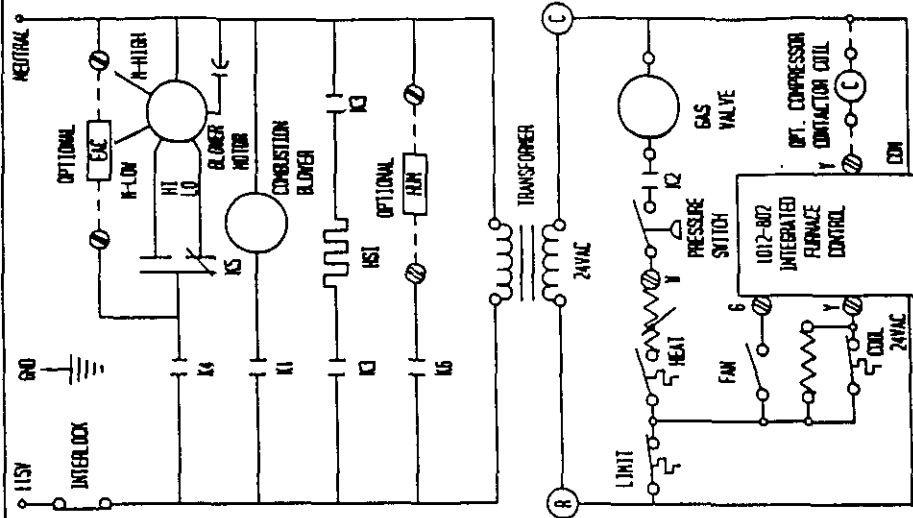 NEUTRAL
GND
115V
INTERLOCK
OPTIONAL
EAC
M-HIGH
M-LOW
HI
LO
BLOWER
MOTOR
K5
K4
COMBUSTION
BLOWER
K1
K3
HSI
K3
OPTIONAL
HUM
K6
TRANSFORMER
24VAC
C
R
LIMIT
HEAT
W
PRESSURE
SWITCH
K2
GAS
VALVE
FAN
G
Y
COOL
24VAC
1012-802
INTEGRATED
FURNACE
CONTROL
COM
Y
C
OPT. COMPRESSOR
CONTACTOR COIL